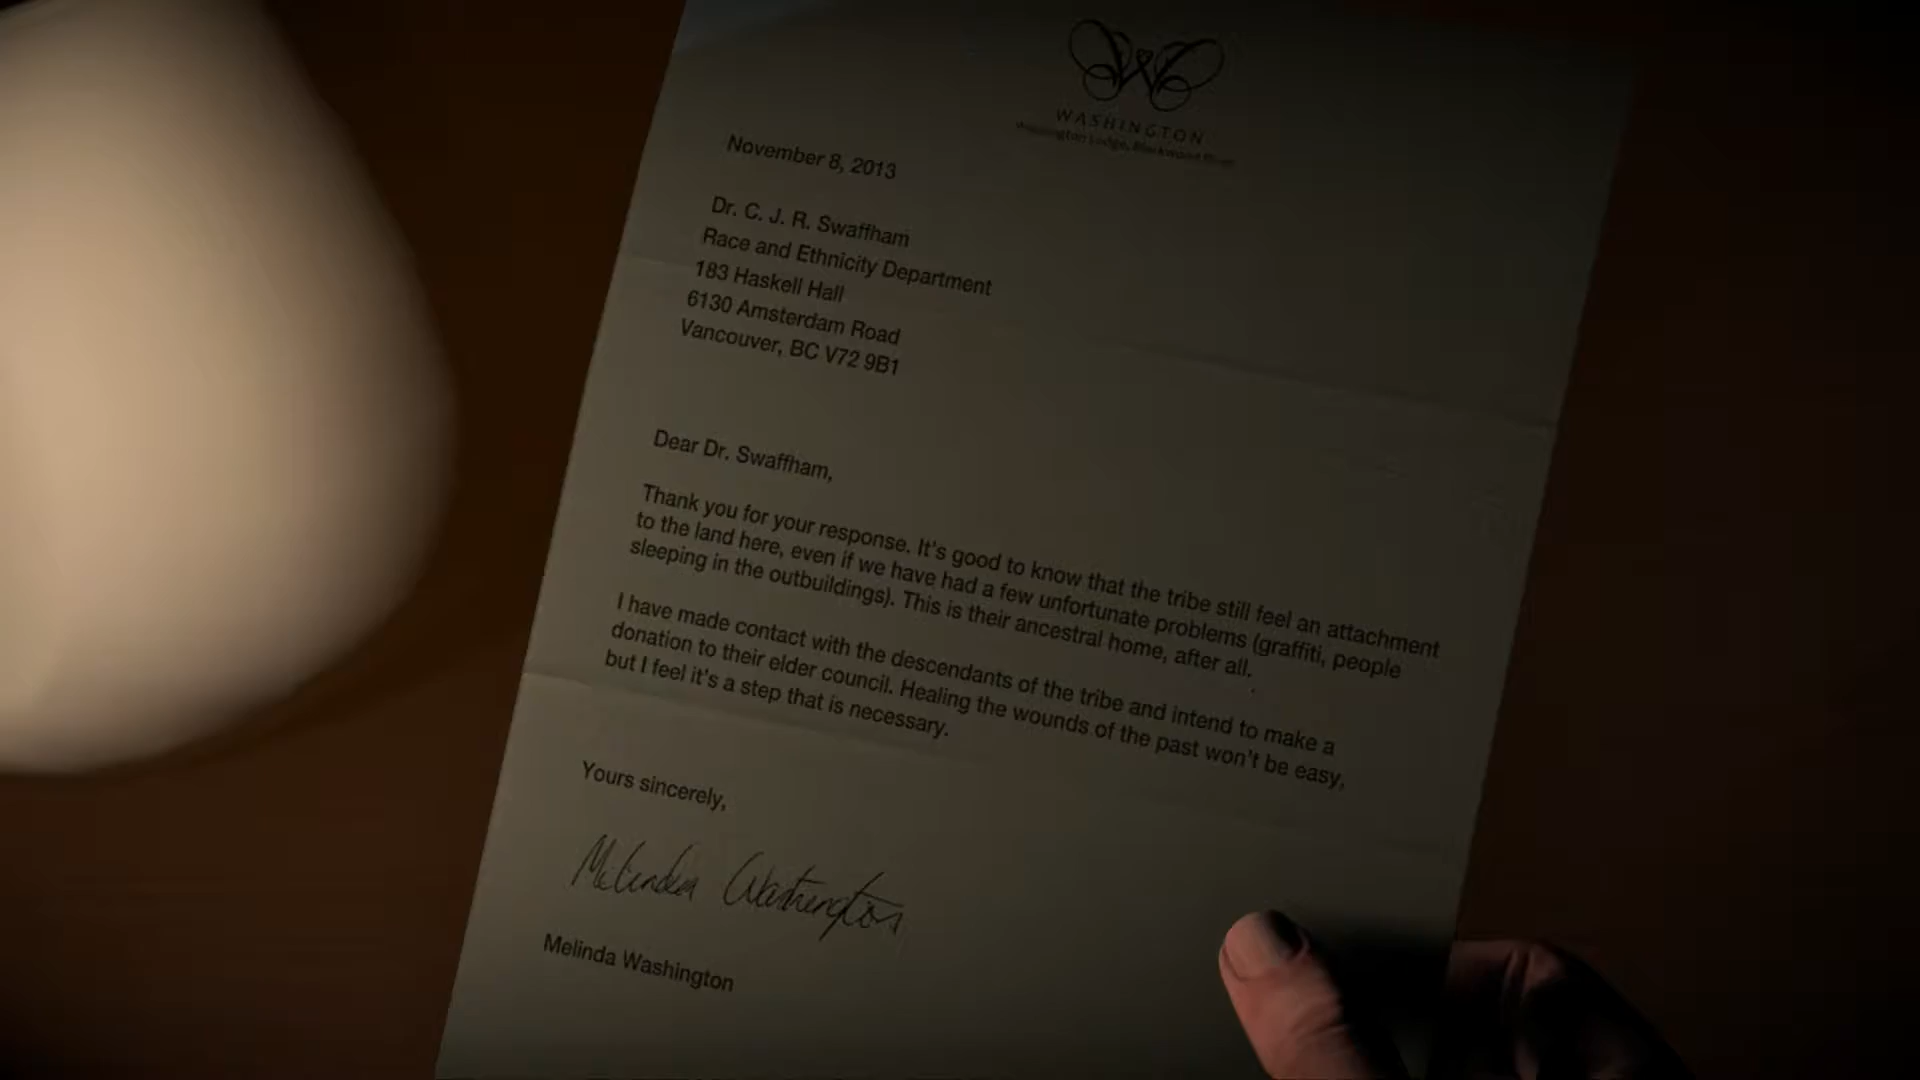 W
WASHINGTON
Lodge, Blackwood
November 8, 2013
Dr. C. J. R. Swaffham
Race and Ethnicity Department
183 Haskell Hall
6130 Amsterdam Road
Vancouver, BC V72 9B1
Dear Dr. Swaffham,
Thank you for your response. It's good to know that the tribe still feel an attachment
to the land here, even if we have had a few unfortunate problems (graffiti, people
sleeping in the outbuildings). This is their ancestral home, after all.
I have made contact with the descendants of the tribe and intend to make a
donation to their elder council. Healing the wounds of the past won't be easy,
but I feel it's a step that is necessary.
Yours sincerely,
Melinda Washington
Melinda Washington